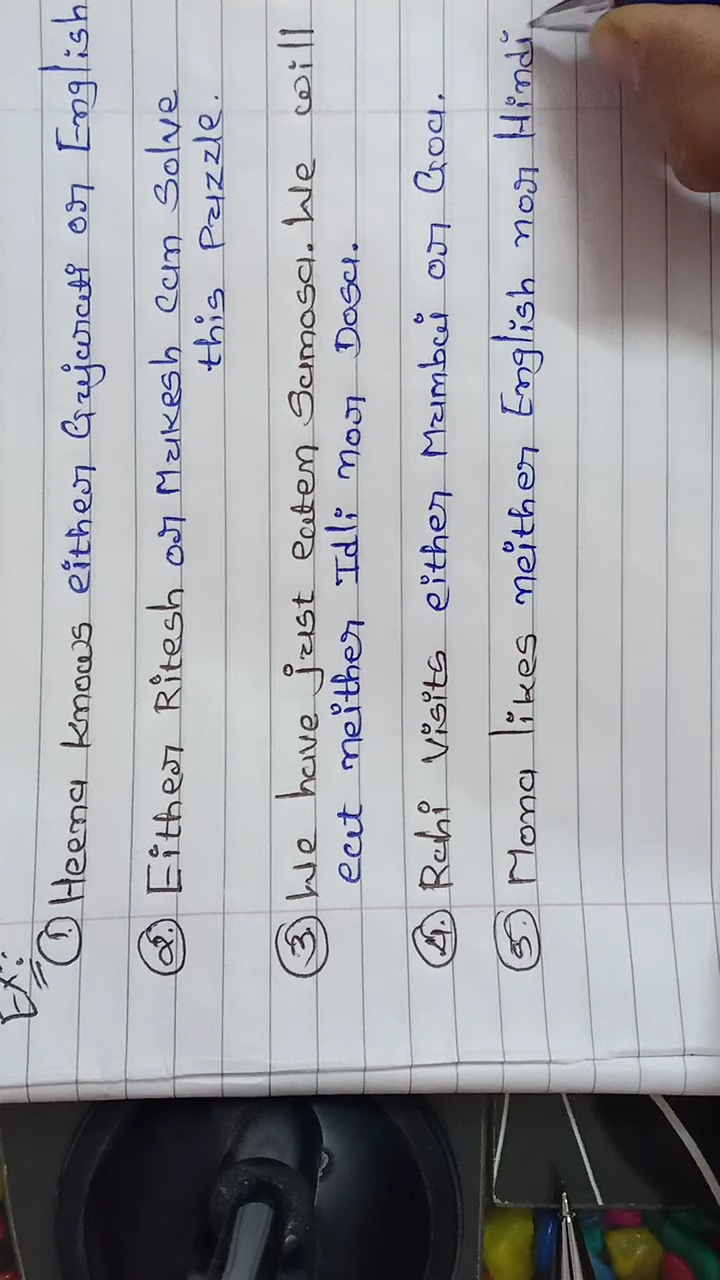 Ex:
1. Heena knows either Gujarati or English
2. Either Ritesh or Mukesh can solve
this Puzzle.
3. We have just eaten Samosa. We will
eat neither Idli nor Dosa.
4. Rahi visits either Mumbai or Goa.
5. Mona likes neither English nor Hindi